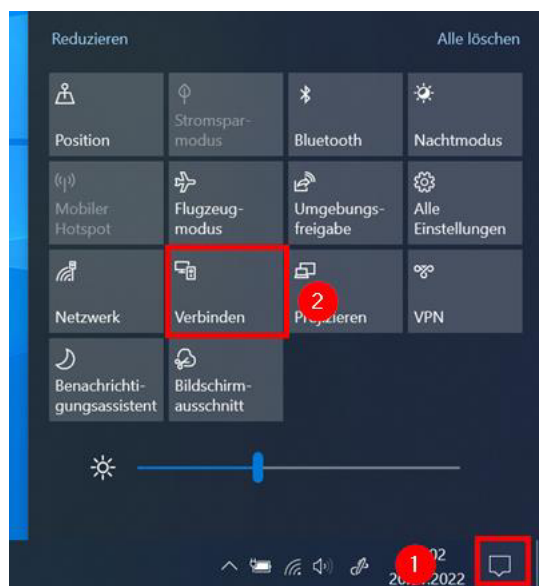 Reduzieren Alle löschen
Position
Stromspar-
modus
Bluetooth
Nachtmodus
Mobiler
Hotspot
Flugzeug-
modus
Umgebungs-
freigabe
Alle
Einstellungen
Netzwerk
Verbinden
2
VPN
Benachrichti-
gungsassistent
Bildschirm-
ausschnitt
1